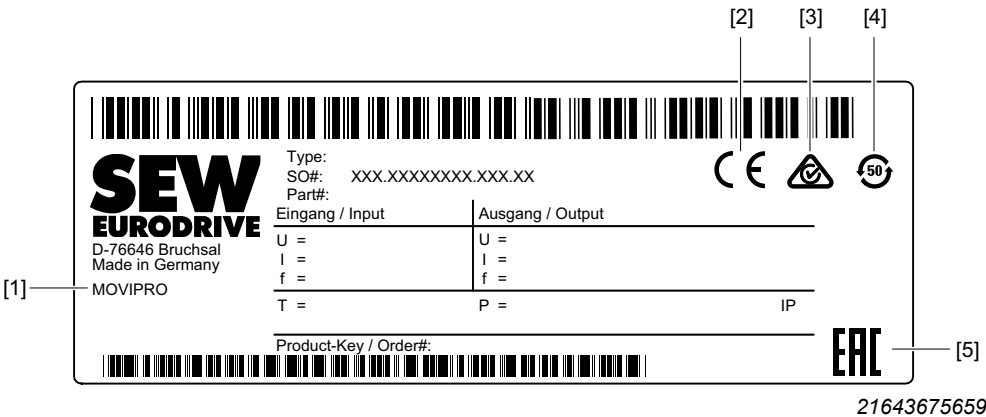 [2] [3] [4]
SEW
EURODRIVE
D-76646 Bruchsal
Made in Germany
[1] MOVIPRO
Type:
SO#: XXX.XXXXXXXX.XXX.XX
Part#:
CE 50
Eingang / Input Ausgang / Output
U = U =
I = I =
f = f =
T = P = IP
Product-Key / Order#:
EAC [5]
21643675659